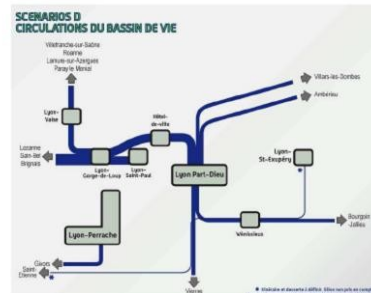 SCENARIOS D
CIRCULATIONS DU BASSIN DE VIE
Villefranche-sur-Saône
Roanne
Lamure-sur-Azergues
Paray le Monial
Villars-les-Dombes
Ambérieu
Lyon-
Vaise
Hôtel-
de-ville
Lozanne
Sain-Bel
Brignais
Lyon-
Gorge-de-Loup
Lyon-
Saint-Paul
Lyon Part-Dieu
Lyon-
St-Exupéry
Lyon-Perrache
Vénissieux
Bourgoin
Jallieu
Givors
Saint-
Etienne
Vienne